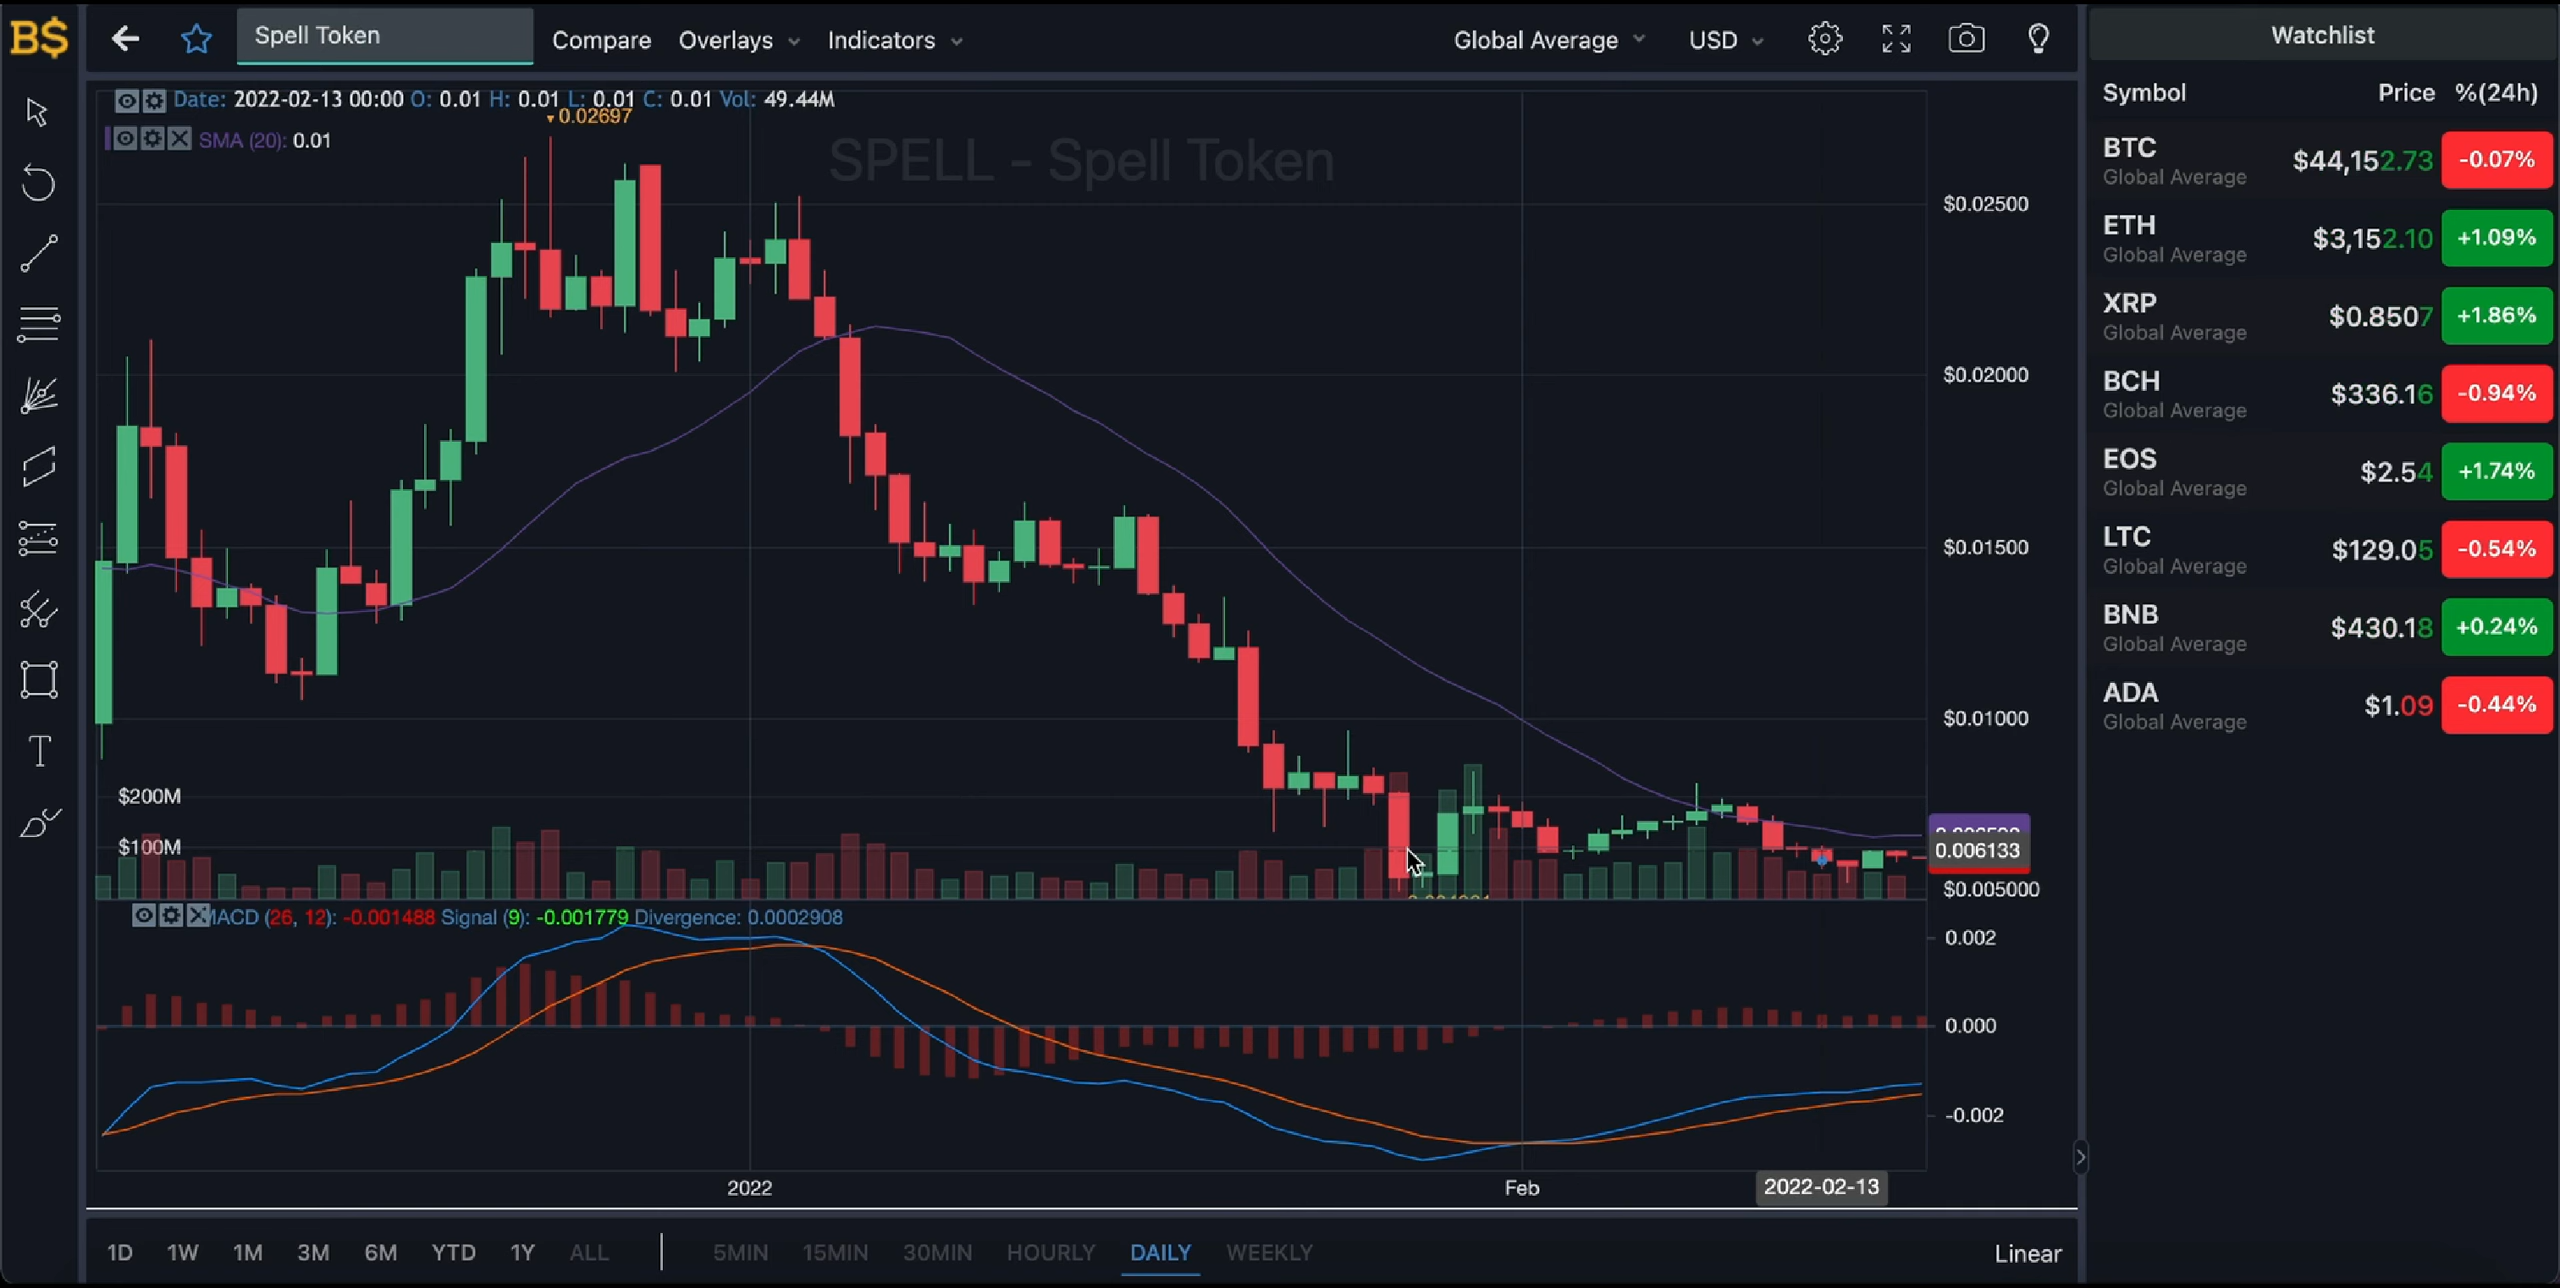 B$
Spell Token
Compare
Overlays
Indicators
Global Average
USD
Watchlist
Date: 2022-02-13 00:00 O: 0.01 H: 0.01 L: 0.01 C: 0.01 Vol: 49.44M
0.02697
SMA (20): 0.01
SPELL - Spell Token
$0.02500
$0.02000
$0.01500
$0.01000
$200M
$100M
0.006133
$0.005000
MACD (26, 12): -0.001488 Signal (9): -0.001779 Divergence: 0.0002908
0.002
0.000
-0.002
2022
Feb
2022-02-13
1D 1W 1M 3M 6M YTD 1Y ALL
5MIN 15MIN 30MIN HOURLY DAILY WEEKLY
Linear
Symbol Price %(24h)
BTC $44,152.73 -0.07%
Global Average
ETH $3,152.10 +1.09%
Global Average
XRP $0.8507 +1.86%
Global Average
BCH $336.16 -0.94%
Global Average
EOS $2.54 +1.74%
Global Average
LTC $129.05 -0.54%
Global Average
BNB $430.18 +0.24%
Global Average
ADA $1.09 -0.44%
Global Average